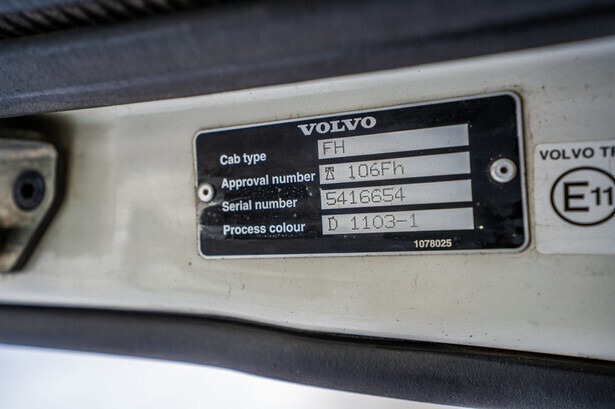 VOLVO
Cab type FH
Approval number 106Fh
Serial number 5416654
Process colour D 1103-1
1078025
VOLVO TR
E11